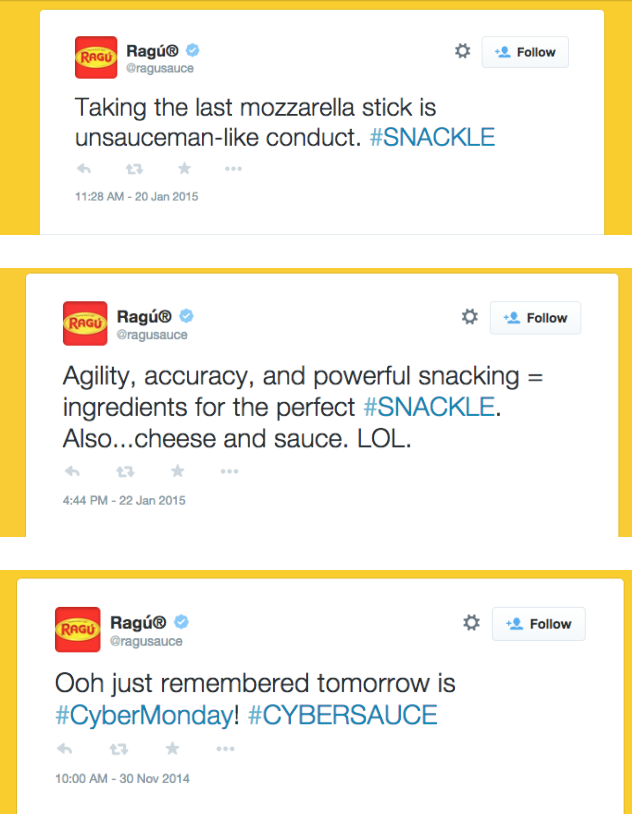 RAGÚ
Ragú®
@ragusauce
Follow
Taking the last mozzarella stick is
unsauceman-like conduct. #SNACKLE
11:28 AM - 20 Jan 2015
RAGÚ
Ragú®
@ragusauce
Follow
Agility, accuracy, and powerful snacking =
ingredients for the perfect #SNACKLE.
Also...cheese and sauce. LOL.
4:44 PM - 22 Jan 2015
RAGÚ
Ragú®
@ragusauce
Follow
Ooh just remembered tomorrow is
#CyberMonday! #CYBERSAUCE
10:00 AM - 30 Nov 2014